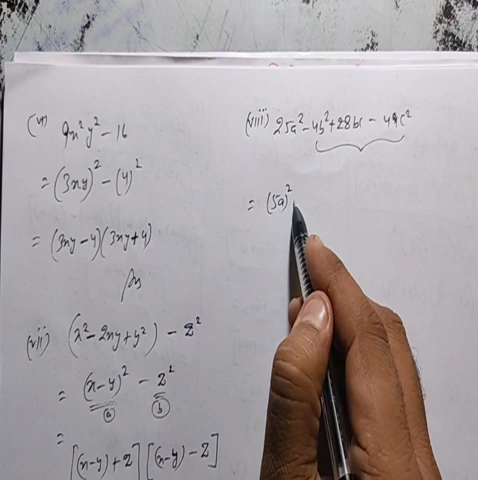 (vi) 9x²y² - 16
= (3xy)² - (4)²
= (3xy - 4)(3xy + 4)
(vii) (x² - 2xy + y²) - z²
= (x - y)² - z²
(a) (b)
=
[(x-y) + z] [(x-y) - z]
(viii) 25a² - 4b² + 28bc - 49c²
= (5a)²